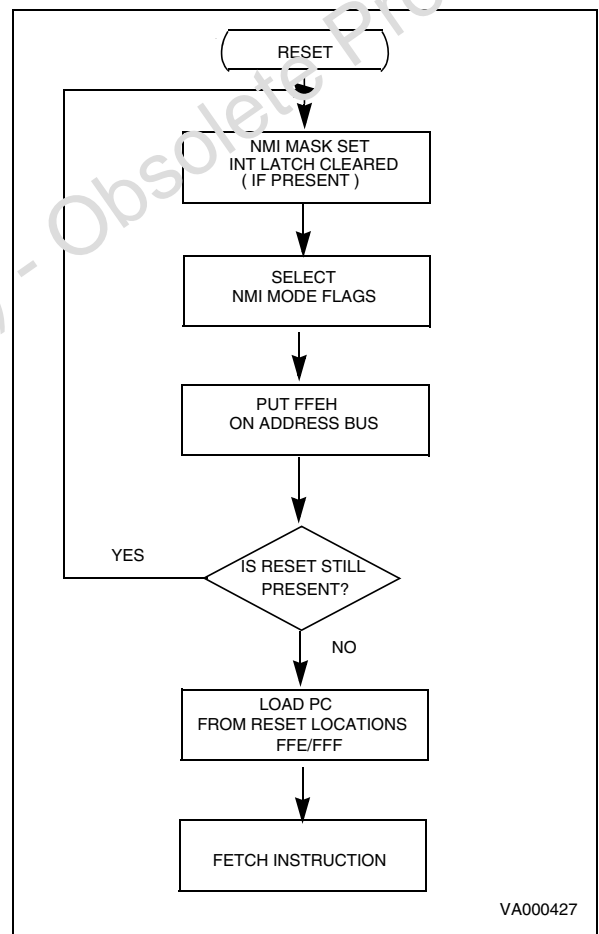 RESET
NMI MASK SET
INT LATCH CLEARED
( IF PRESENT )
SELECT
NMI MODE FLAGS
PUT FFEH
ON ADDRESS BUS
YES
IS RESET STILL
PRESENT?
NO
LOAD PC
FROM RESET LOCATIONS
FFE/FFF
FETCH INSTRUCTION
VA000427
- Obsolete